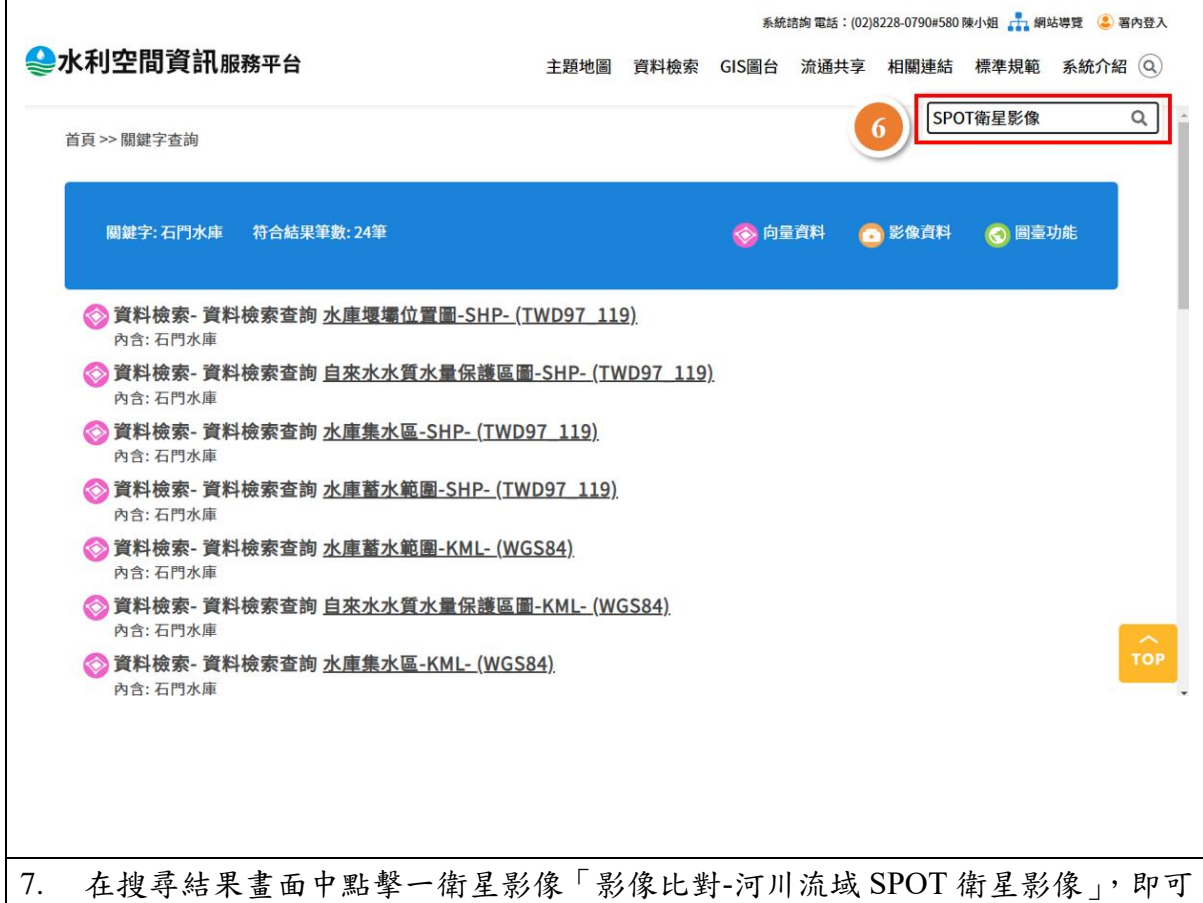 系統諮詢 電話：(02)8228-0790#580 陳小姐 網站導覽 署內登入
水利空間資訊服務平台 主題地圖 資料檢索 GIS圖台 流通共享 相關連結 標準規範 系統介紹
6 SPOT衛星影像
首頁 >> 關鍵字查詢
關鍵字: 石門水庫 符合結果筆數: 24筆 向量資料 影像資料 圖臺功能
資料檢索- 資料檢索查詢 水庫堰壩位置圖-SHP- (TWD97_119)
內含: 石門水庫
資料檢索- 資料檢索查詢 自來水水質水量保護區圖-SHP- (TWD97_119)
內含: 石門水庫
資料檢索- 資料檢索查詢 水庫集水區-SHP- (TWD97_119)
內含: 石門水庫
資料檢索- 資料檢索查詢 水庫蓄水範圍-SHP- (TWD97_119)
內含: 石門水庫
資料檢索- 資料檢索查詢 水庫蓄水範圍-KML- (WGS84)
內含: 石門水庫
資料檢索- 資料檢索查詢 自來水水質水量保護區圖-KML- (WGS84)
內含: 石門水庫
資料檢索- 資料檢索查詢 水庫集水區-KML- (WGS84)
內含: 石門水庫
TOP
7. 在搜尋結果畫面中點擊一衛星影像「影像比對-河川流域 SPOT 衛星影像」，即可